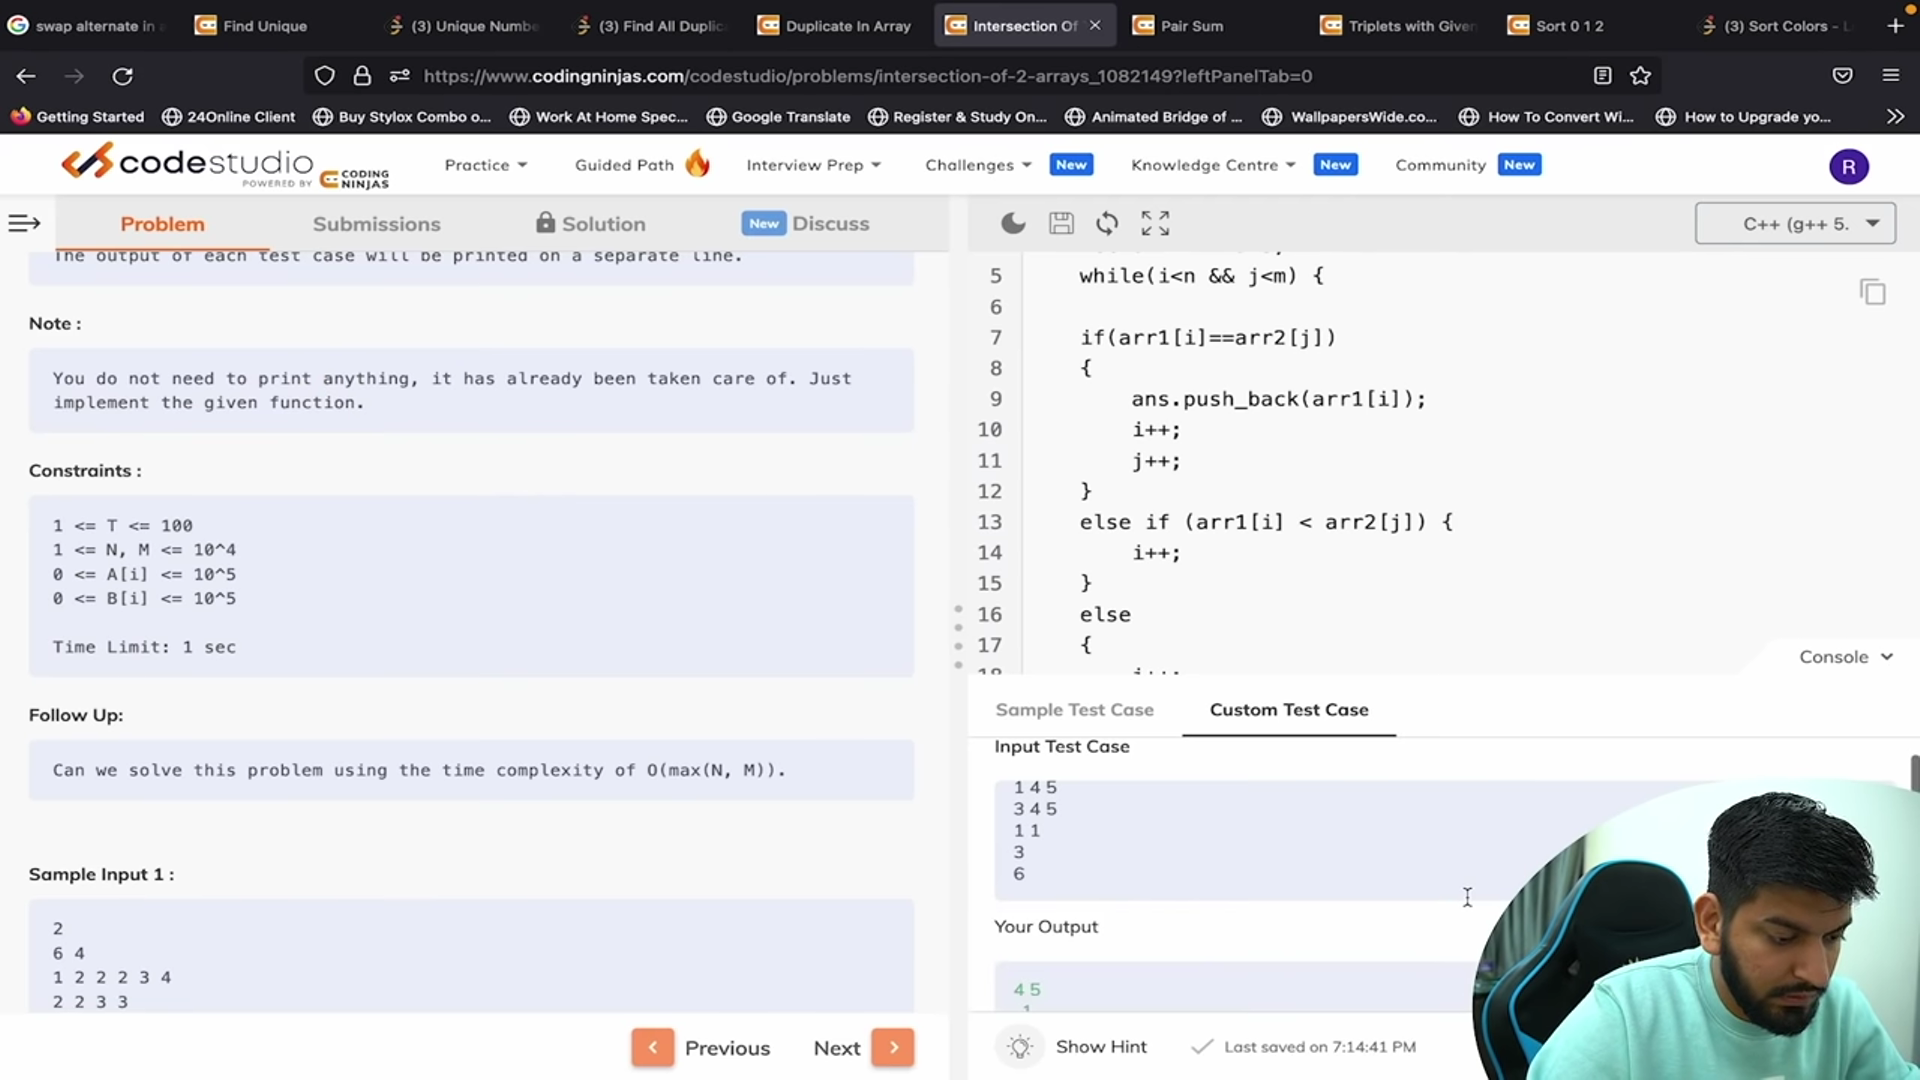 swap alternate in
Find Unique
(3) Unique Numbe
(3) Find All Duplic
Duplicate In Array
Intersection Of
Pair Sum
Triplets with Given
Sort 0 1 2
(3) Sort Colors - L
https://www.codingninjas.com/codestudio/problems/intersection-of-2-arrays_1082149?leftPanelTab=0
Getting Started
24Online Client
Buy Stylox Combo o...
Work At Home Spec...
Google Translate
Register & Study On...
Animated Bridge of ...
WallpapersWide.co...
How To Convert Wi...
How to Upgrade yo...
codestudio
POWERED BY CODING NINJAS
Practice
Guided Path
Interview Prep
Challenges New
Knowledge Centre New
Community New
R
Problem
Submissions
Solution
New Discuss
C++ (g++ 5.
The output of each test case will be printed on a separate line.
Note :
You do not need to print anything, it has already been taken care of. Just
implement the given function.
Constraints :
1 <= T <= 100
1 <= N, M <= 10^4
0 <= A[i] <= 10^5
0 <= B[i] <= 10^5
Time Limit: 1 sec
Follow Up:
Can we solve this problem using the time complexity of O(max(N, M)).
Sample Input 1 :
2
6 4
1 2 2 2 3 4
2 2 3 3
Previous
Next
5 while(i<n && j<m) {
6
7 if(arr1[i]==arr2[j])
8 {
9 ans.push_back(arr1[i]);
10 i++;
11 j++;
12 }
13 else if (arr1[i] < arr2[j]) {
14 i++;
15 }
16 else
17 {
18 j++;
Console
Sample Test Case
Custom Test Case
Input Test Case
1 4 5
3 4 5
1 1
3
6
Your Output
4 5
-1
Show Hint
Last saved on 7:14:41 PM